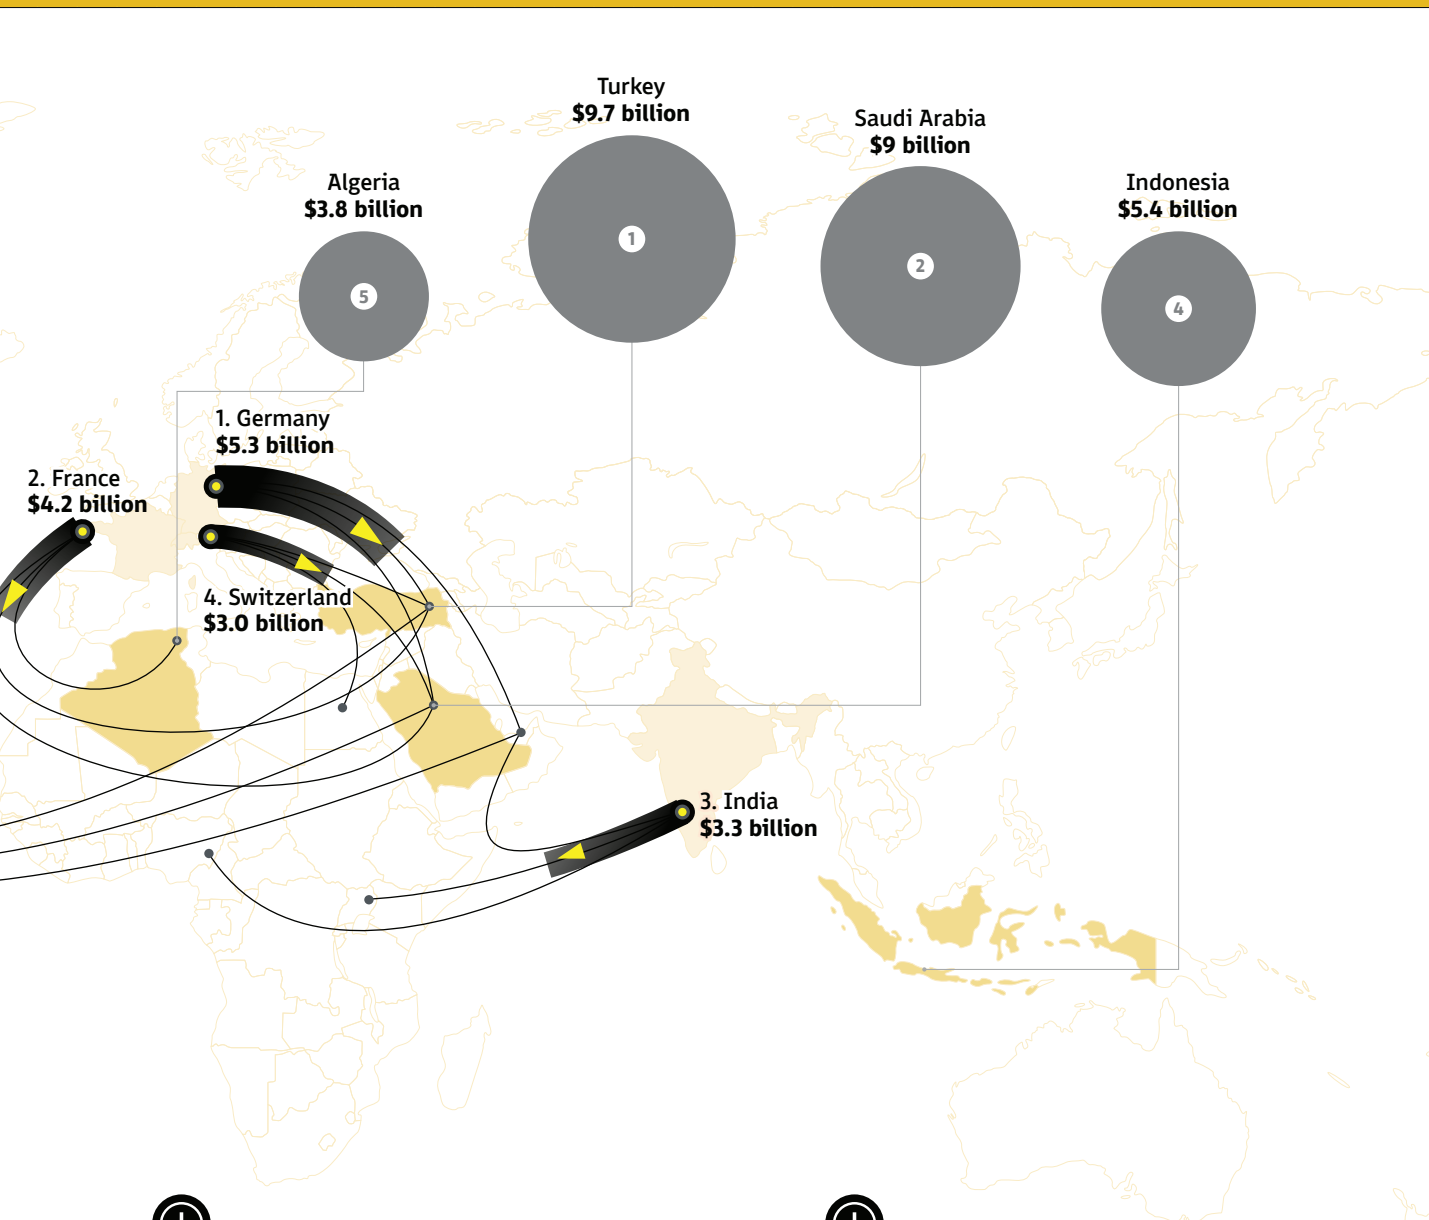 Turkey
$9.7 billion
Saudi Arabia
$9 billion
Algeria
$3.8 billion
Indonesia
$5.4 billion
1
2
5
4
1. Germany
$5.3 billion
2. France
$4.2 billion
4. Switzerland
$3.0 billion
3. India
$3.3 billion